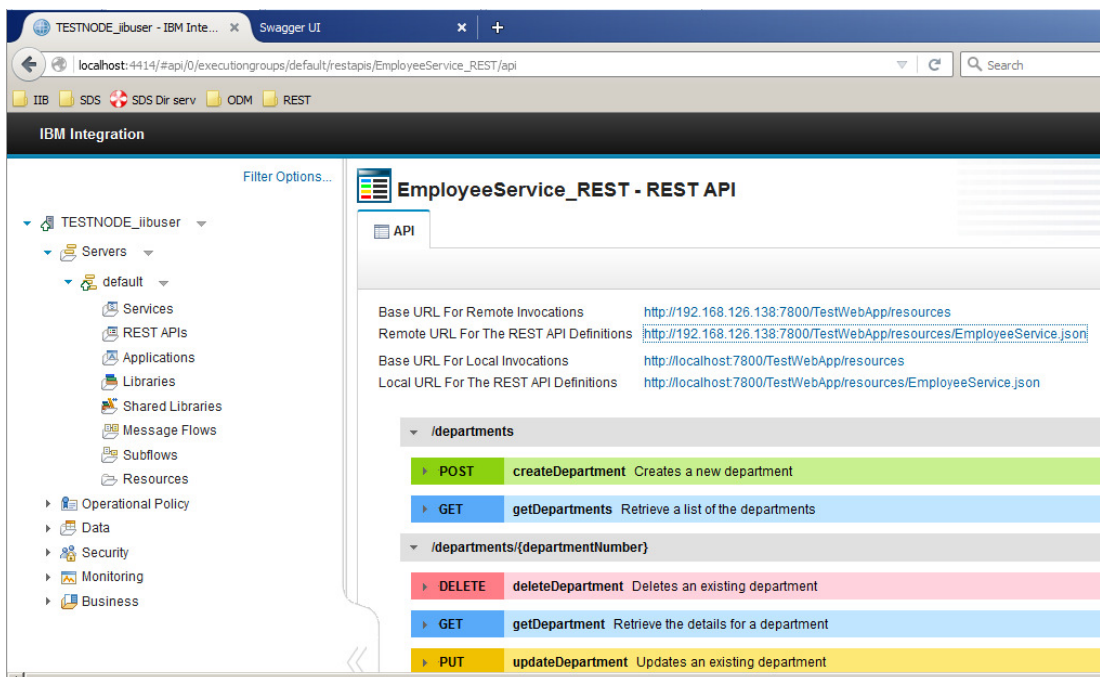 TESTNODE_iibuser - IBM Inte... × Swagger UI × +
localhost:4414/#api/0/executiongroups/default/restapis/EmployeeService_REST/api Search
IIB SDS SDS Dir serv ODM REST
IBM Integration
Filter Options...
TESTNODE_iibuser
Servers
default
Services
REST APIs
Applications
Libraries
Shared Libraries
Message Flows
Subflows
Resources
Operational Policy
Data
Security
Monitoring
Business
EmployeeService_REST - REST API
API
Base URL For Remote Invocations http://192.168.126.138:7800/TestWebApp/resources
Remote URL For The REST API Definitions http://192.168.126.138:7800/TestWebApp/resources/EmployeeService.json
Base URL For Local Invocations http://localhost:7800/TestWebApp/resources
Local URL For The REST API Definitions http://localhost:7800/TestWebApp/resources/EmployeeService.json
/departments
POST createDepartment Creates a new department
GET getDepartments Retrieve a list of the departments
/departments/{departmentNumber}
DELETE deleteDepartment Deletes an existing department
GET getDepartment Retrieve the details for a department
PUT updateDepartment Updates an existing department